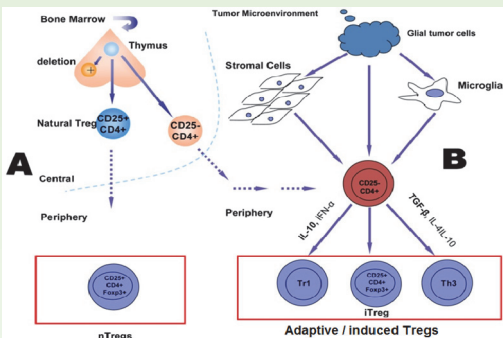 Bone Marrow
Thymus
deletion
Natural Treg
CD25+
CD4+
CD25-
CD4+
A
Central
Periphery
CD25+
CD4+
Foxp3+
nTregs
Tumor Microenvironment
Glial tumor cells
Stromal Cells
Microglia
B
CD25-
CD4+
Periphery
IL-10, IFN-α
TGF-β, IL-4IL-10
Tr1
CD25+
CD4+
Foxp3+
Th3
iTreg
Adaptive / induced Tregs